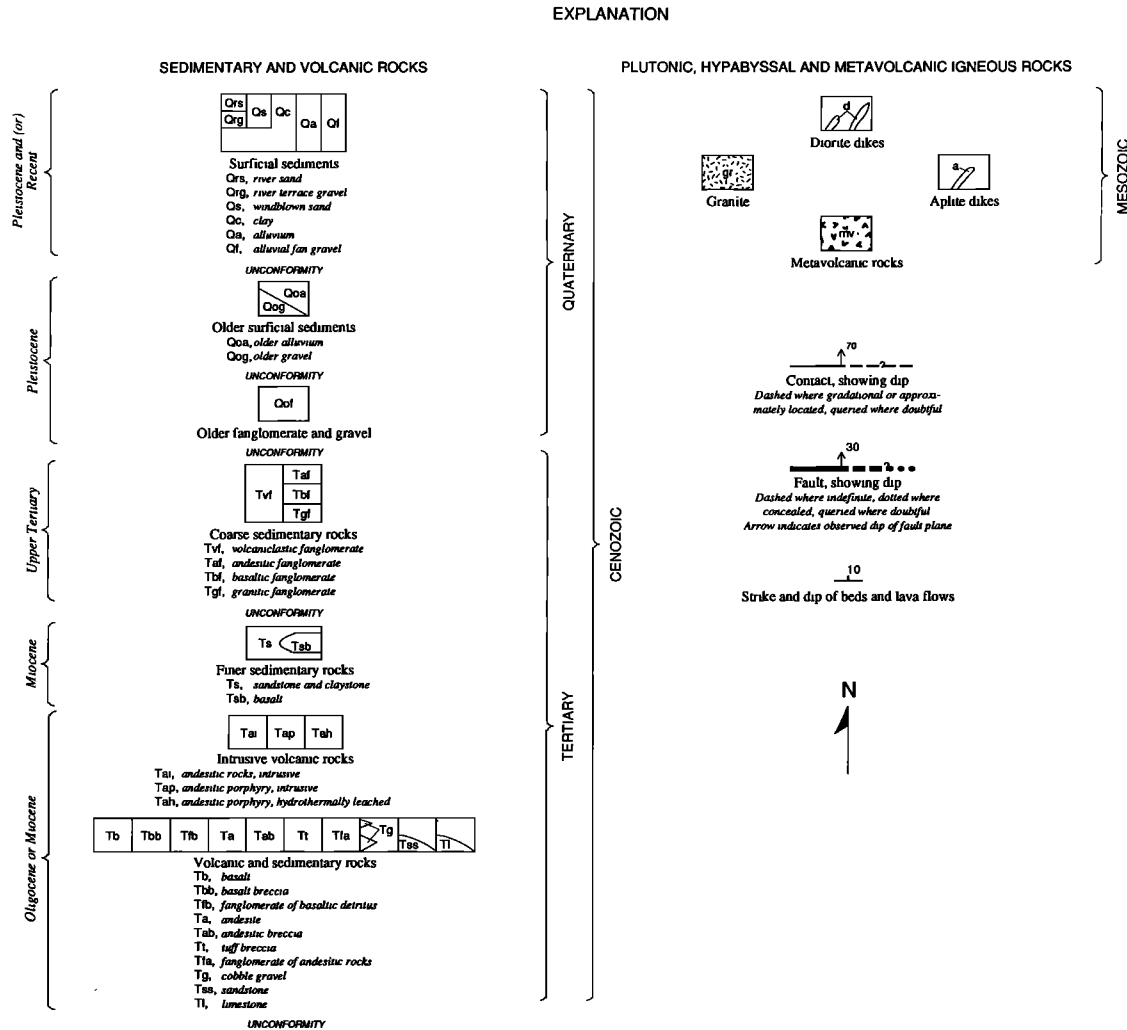 EXPLANATION
SEDIMENTARY AND VOLCANIC ROCKS
Pleistocene and (or)
Recent
Qrs
Qrg
Qs
Qc
Qa
Qf
Surficial sediments
Qrs, river sand
Qrg, river terrace gravel
Qs, windblown sand
Qc, clay
Qa, alluvium
Qf, alluvial fan gravel
UNCONFORMITY
Pleistocene
Qoa
Qog
Older surficial sediments
Qoa, older alluvium
Qog, older gravel
UNCONFORMITY
Qof
Older fanglomerate and gravel
UNCONFORMITY
QUATERNARY
Upper Tertiary
Tvf
Taf
Tbf
Tgf
Coarse sedimentary rocks
Tvf, volcaniclastic fanglomerate
Taf, andesitic fanglomerate
Tbf, basaltic fanglomerate
Tgf, granitic fanglomerate
UNCONFORMITY
Miocene
Ts
Tsb
Finer sedimentary rocks
Ts, sandstone and claystone
Tsb, basalt
Oligocene or Miocene
Tai
Tap
Tah
Intrusive volcanic rocks
Tai, andesitic rocks, intrusive
Tap, andesitic porphyry, intrusive
Tah, andesitic porphyry, hydrothermally leached
Tb
Tbb
Tfb
Ta
Tab
Tt
Tfa
Tg
Tss
Tl
Volcanic and sedimentary rocks
Tb, basalt
Tbb, basalt breccia
Tfb, fanglomerate of basaltic detritus
Ta, andesite
Tab, andesitic breccia
Tt, tuff breccia
Tfa, fanglomerate of andesitic rocks
Tg, cobble gravel
Tss, sandstone
Tl, limestone
UNCONFORMITY
TERTIARY
CENOZOIC
PLUTONIC, HYPABYSSAL AND METAVOLCANIC IGNEOUS ROCKS
d
Diorite dikes
gr
Granite
a
Aplite dikes
mv
Metavolcanic rocks
MESOZOIC
70
?
Contact, showing dip
Dashed where gradational or approxi-
mately located, queried where doubtful
30
?
Fault, showing dip
Dashed where indefinite, dotted where
concealed, queried where doubtful
Arrow indicates observed dip of fault plane
10
Strike and dip of beds and lava flows
N